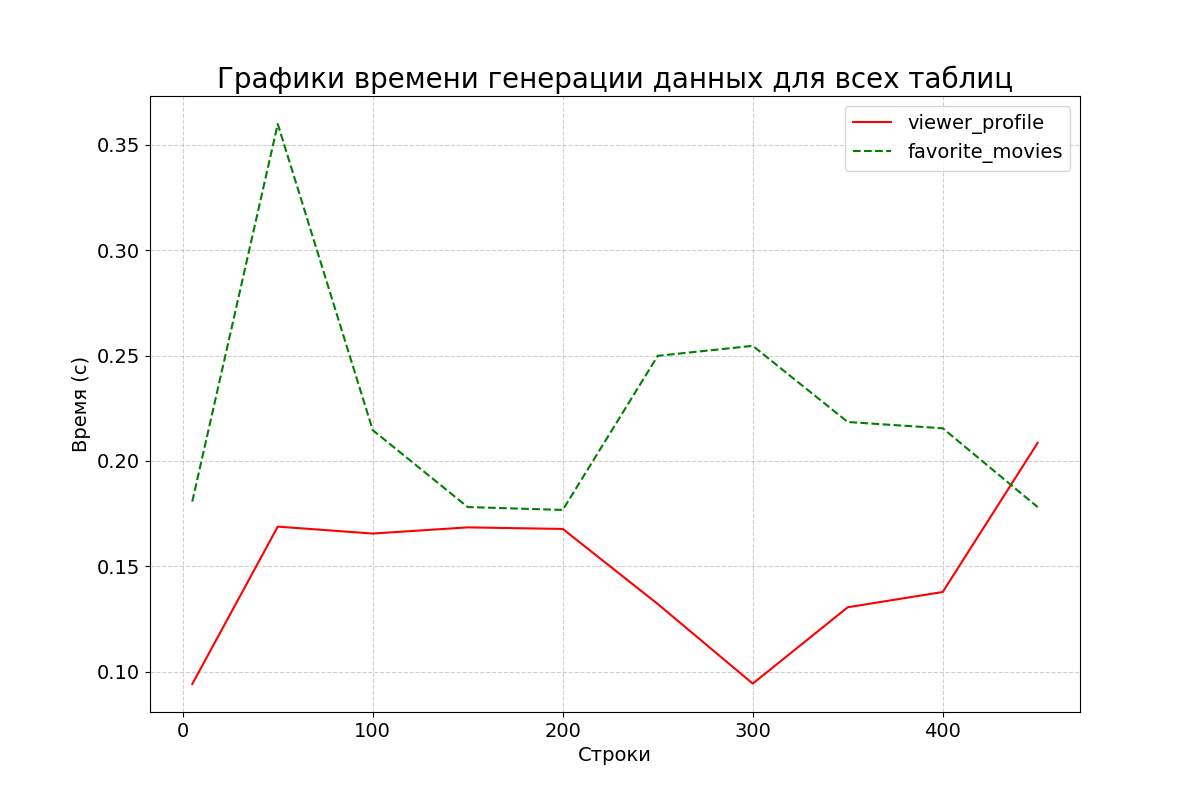 Графики времени генерации данных для всех таблиц
viewer_profile
favorite_movies
0.35
0.30
0.25
0.20
0.15
0.10
Время (с)
0 100 200 300 400
Строки